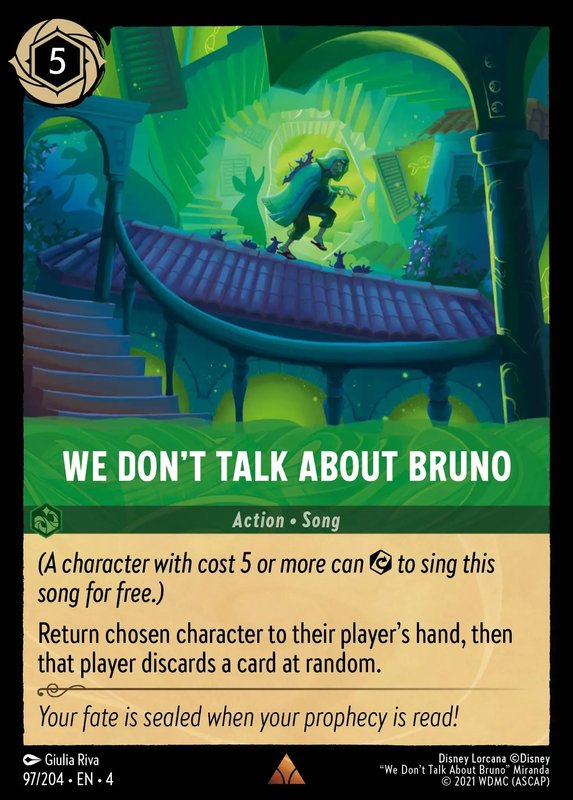 5
WE DON'T TALK ABOUT BRUNO
Action • Song
(A character with cost 5 or more can to sing this
song for free.)
Return chosen character to their player's hand, then
that player discards a card at random.
Your fate is sealed when your prophecy is read!
Giulia Riva
97/204 • EN • 4
Disney Lorcana ©Disney
“We Don't Talk About Bruno” Miranda
© 2021 WDMC (ASCAP)